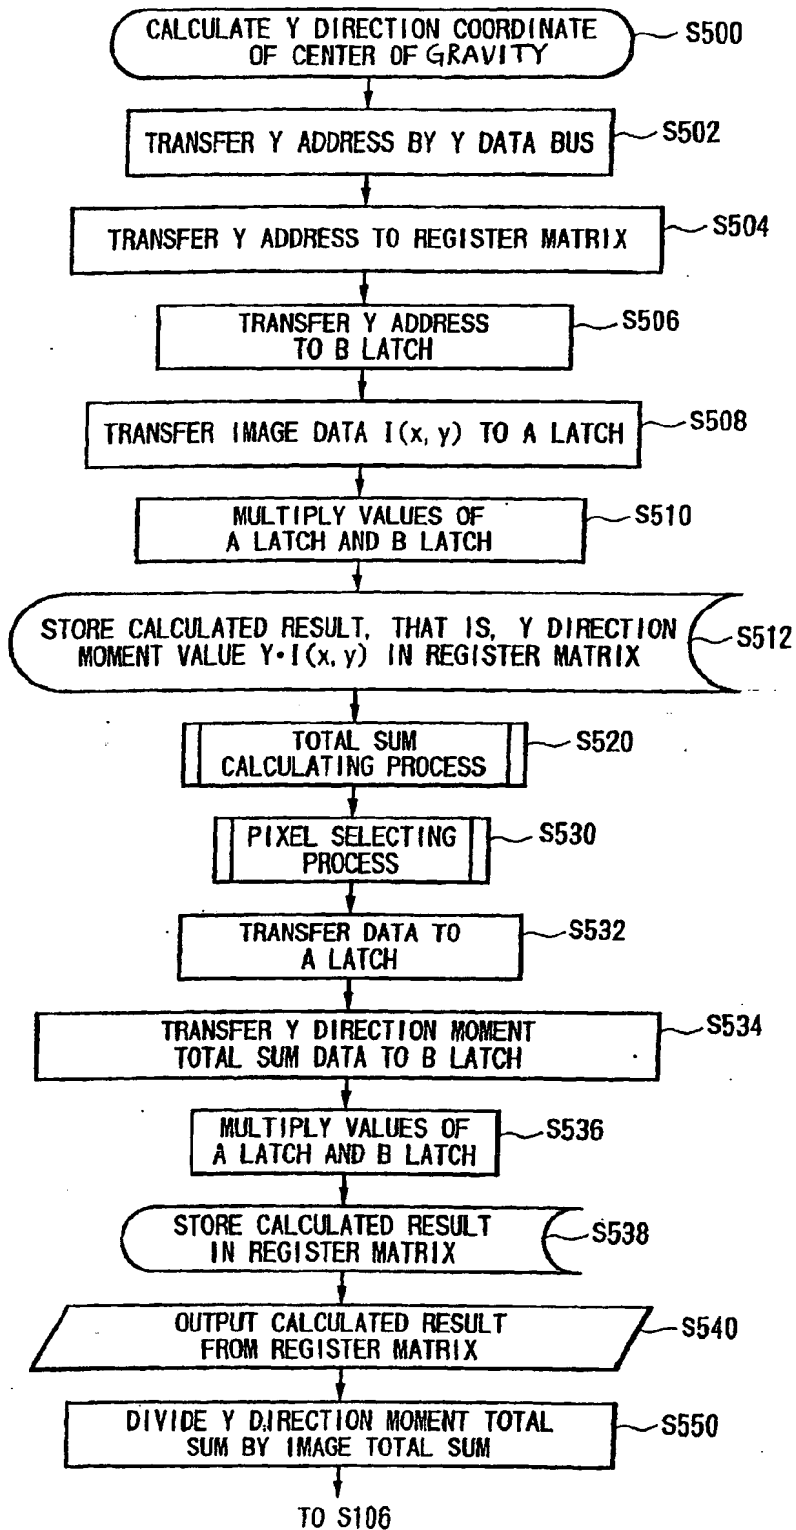 CALCULATE Y DIRECTION COORDINATE
OF CENTER OF GRAVITY
S500
TRANSFER Y ADDRESS BY Y DATA BUS
S502
TRANSFER Y ADDRESS TO REGISTER MATRIX
S504
TRANSFER Y ADDRESS
TO B LATCH
S506
TRANSFER IMAGE DATA I(x, y) TO A LATCH
S508
MULTIPLY VALUES OF
A LATCH AND B LATCH
S510
STORE CALCULATED RESULT, THAT IS, Y DIRECTION
MOMENT VALUE Y·I(x, y) IN REGISTER MATRIX
S512
TOTAL SUM
CALCULATING PROCESS
S520
PIXEL SELECTING
PROCESS
S530
TRANSFER DATA TO
A LATCH
S532
TRANSFER Y DIRECTION MOMENT
TOTAL SUM DATA TO B LATCH
S534
MULTIPLY VALUES OF
A LATCH AND B LATCH
S536
STORE CALCULATED RESULT
IN REGISTER MATRIX
S538
OUTPUT CALCULATED RESULT
FROM REGISTER MATRIX
S540
DIVIDE Y DIRECTION MOMENT TOTAL
SUM BY IMAGE TOTAL SUM
S550
TO S106